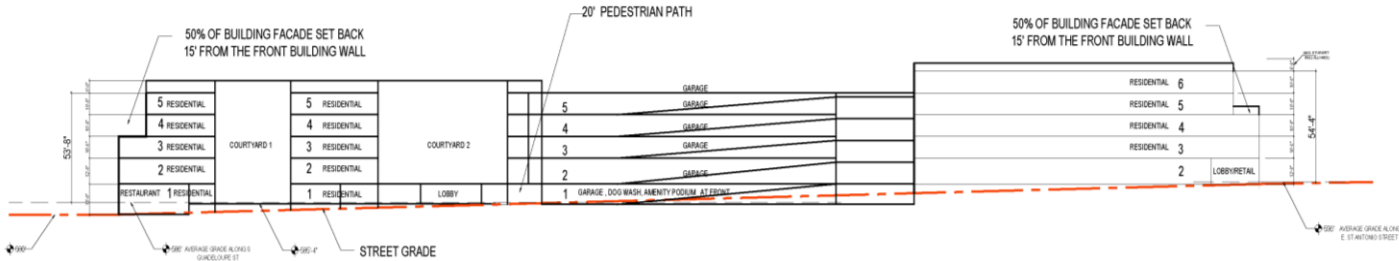 20' PEDESTRIAN PATH
50% OF BUILDING FACADE SET BACK
15' FROM THE FRONT BUILDING WALL
50% OF BUILDING FACADE SET BACK
15' FROM THE FRONT BUILDING WALL
5 RESIDENTIAL
4 RESIDENTIAL
3 RESIDENTIAL
2 RESIDENTIAL
RESTAURANT 1 RESIDENTIAL
53'-8"
COURTYARD 1
5 RESIDENTIAL
4 RESIDENTIAL
3 RESIDENTIAL
2 RESIDENTIAL
1 RESIDENTIAL
COURTYARD 2
LOBBY
GARAGE
5 GARAGE
4 GARAGE
3 GARAGE
2 GARAGE
1 GARAGE, DOG WASH, AMENITY PODIUM AT FRONT
RESIDENTIAL 6
RESIDENTIAL 5
RESIDENTIAL 4
RESIDENTIAL 3
2 LOBBY/RETAIL
54'-4"
AVERAGE GRADE ALONG S
GUADELOUPE ST
STREET GRADE
AVERAGE GRADE ALONG
E. ST.ANTONIO STREET